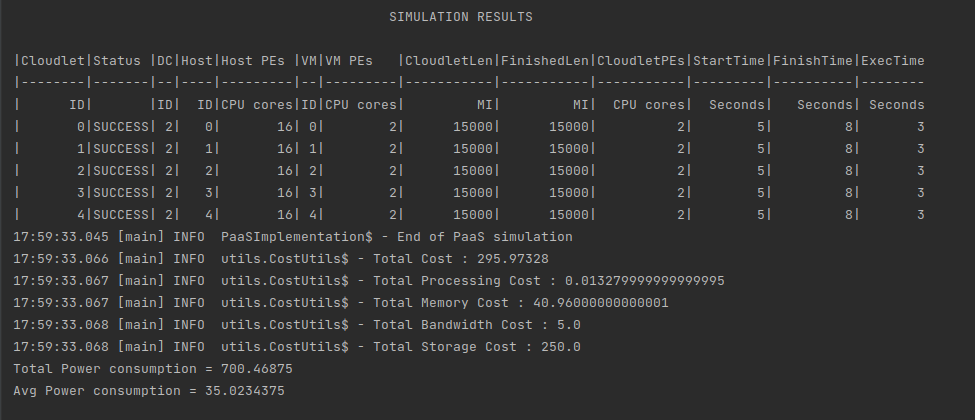 SIMULATION RESULTS
|Cloudlet|Status |DC|Host|Host PEs |VM|VM PEs   |CloudletLen|FinishedLen|CloudletPEs|StartTime|FinishTime|ExecTime
|--------|-------|--|----|---------|--|---------|-----------|-----------|-----------|---------|----------|--------
|      ID|       |ID|  ID|CPU cores|ID|CPU cores|         MI|         MI|  CPU cores|  Seconds|   Seconds| Seconds
|       0|SUCCESS| 2|   0|       16| 0|        2|      15000|      15000|          2|        5|         8|       3
|       1|SUCCESS| 2|   1|       16| 1|        2|      15000|      15000|          2|        5|         8|       3
|       2|SUCCESS| 2|   2|       16| 2|        2|      15000|      15000|          2|        5|         8|       3
|       3|SUCCESS| 2|   3|       16| 3|        2|      15000|      15000|          2|        5|         8|       3
|       4|SUCCESS| 2|   4|       16| 4|        2|      15000|      15000|          2|        5|         8|       3
17:59:33.045 [main] INFO  PaaSImplementation$ - End of PaaS simulation
17:59:33.066 [main] INFO  utils.CostUtils$ - Total Cost : 295.97328
17:59:33.067 [main] INFO  utils.CostUtils$ - Total Processing Cost : 0.013279999999999995
17:59:33.067 [main] INFO  utils.CostUtils$ - Total Memory Cost : 40.96000000000001
17:59:33.068 [main] INFO  utils.CostUtils$ - Total Bandwidth Cost : 5.0
17:59:33.068 [main] INFO  utils.CostUtils$ - Total Storage Cost : 250.0
Total Power consumption = 700.46875
Avg Power consumption = 35.0234375